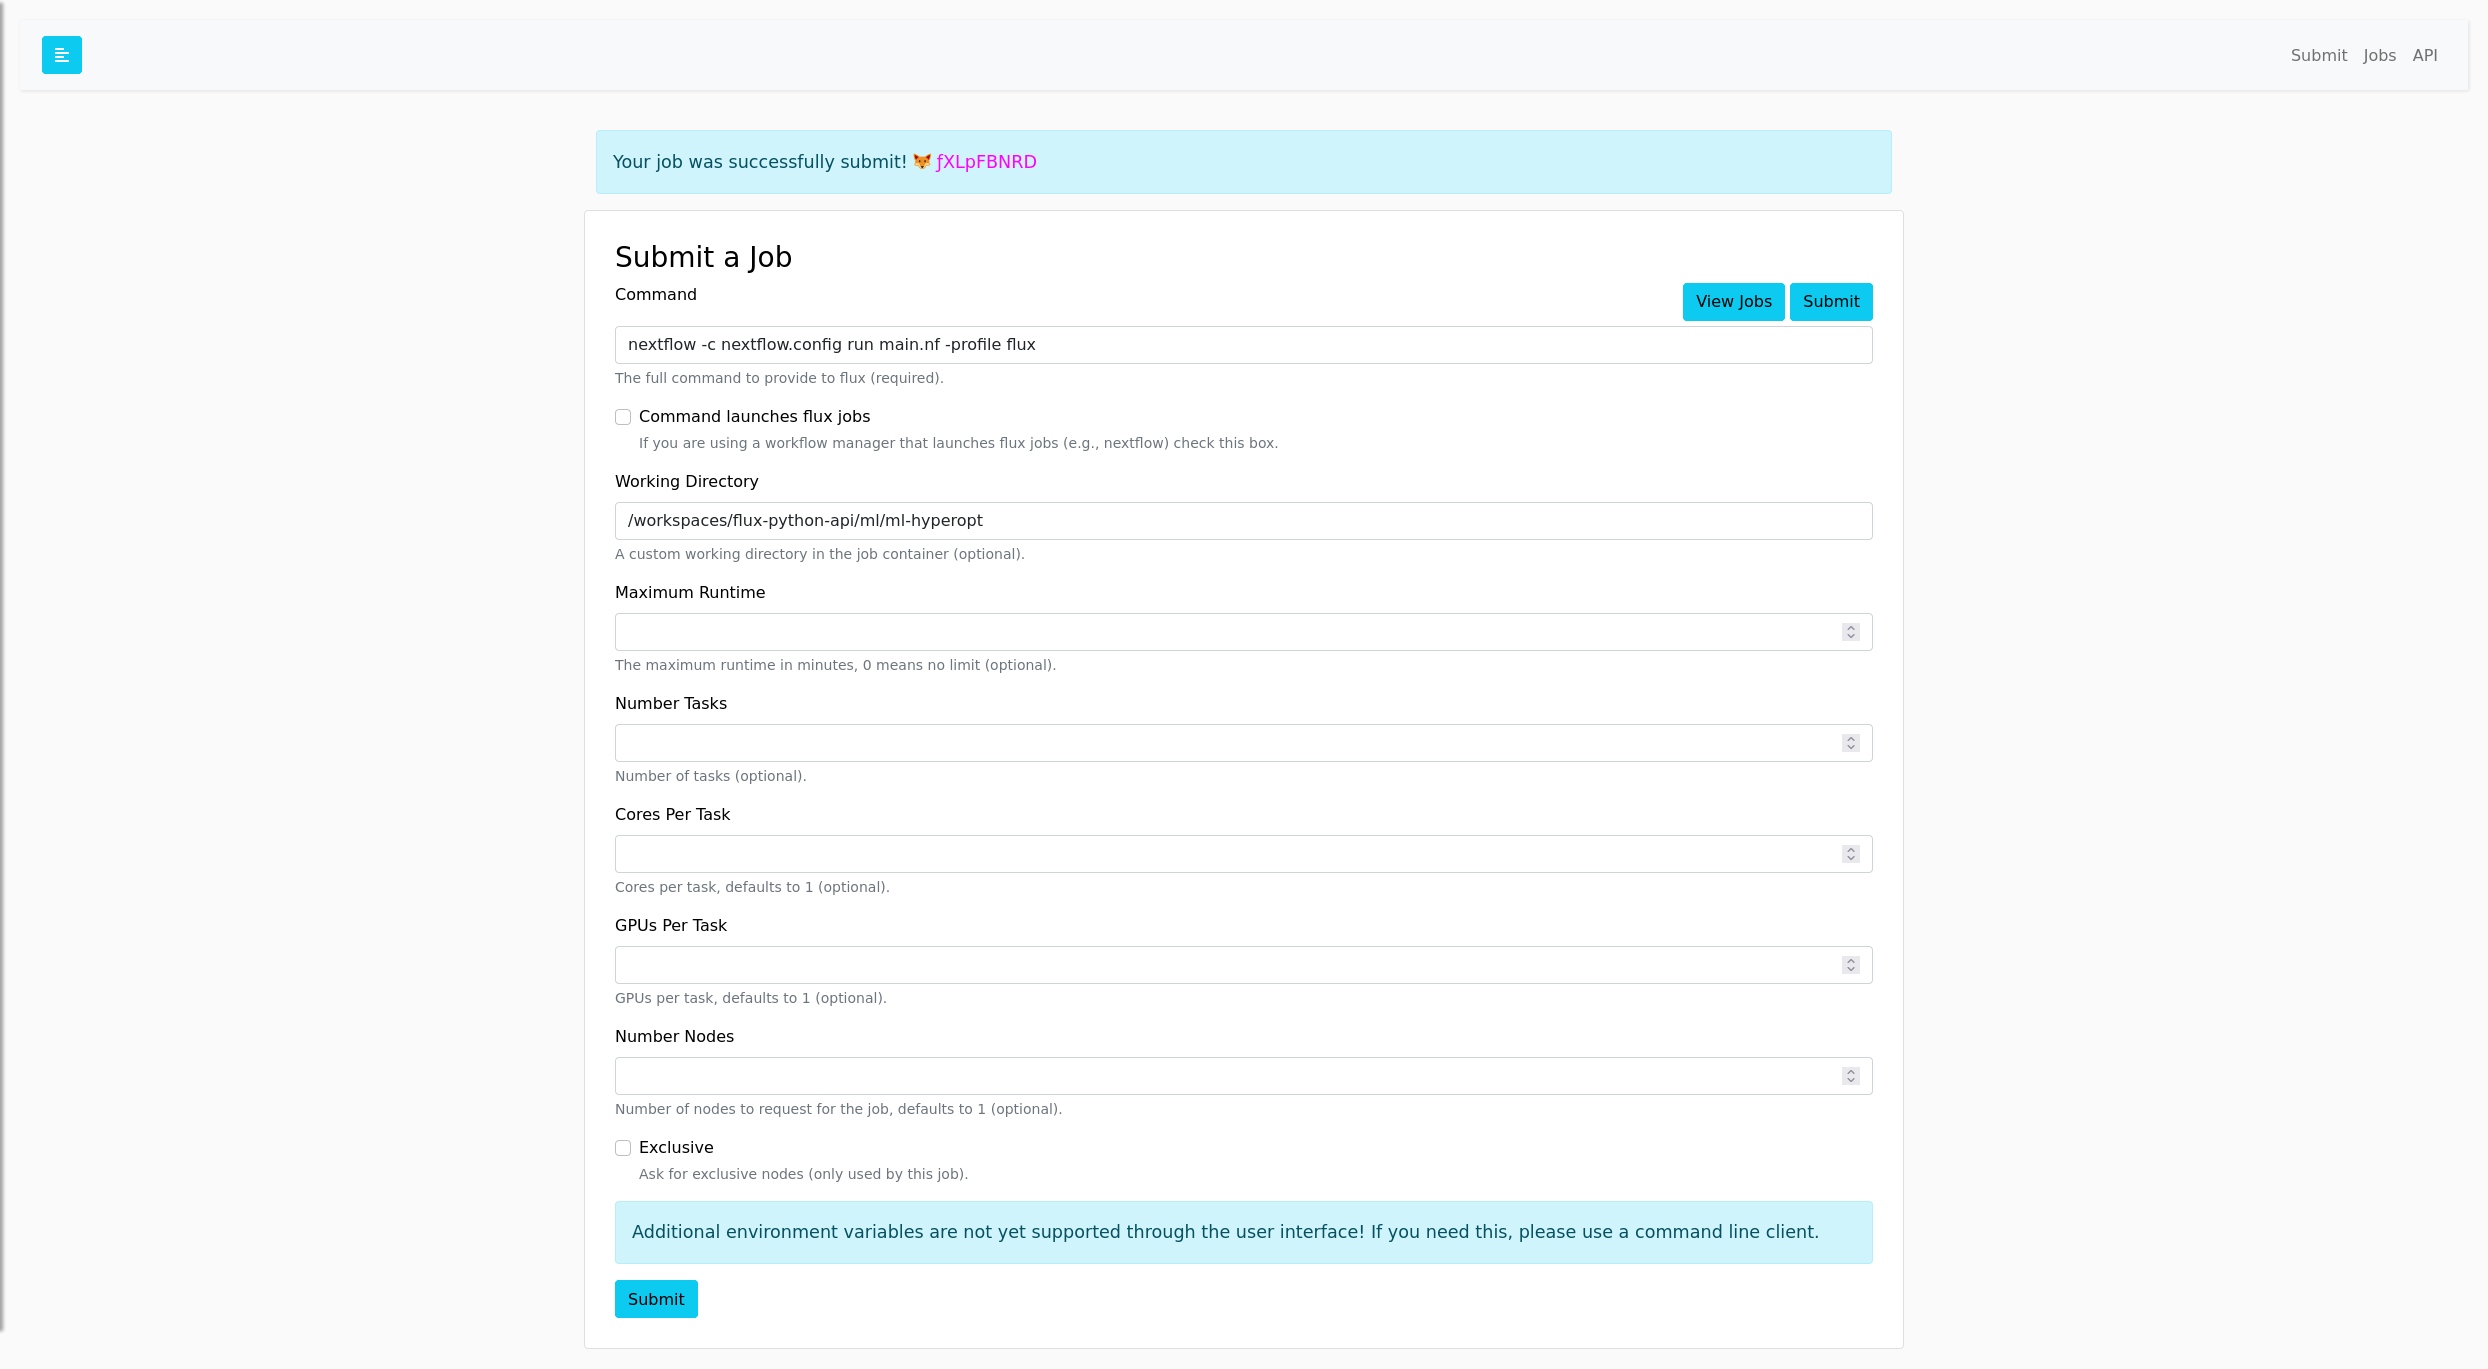 Submit Jobs API
Your job was successfully submit! 🦊 ƒXLpFBNRD
Submit a Job
Command
View Jobs Submit
nextflow -c nextflow.config run main.nf -profile flux
The full command to provide to flux (required).
Command launches flux jobs
If you are using a workflow manager that launches flux jobs (e.g., nextflow) check this box.
Working Directory
/workspaces/flux-python-api/ml/ml-hyperopt
A custom working directory in the job container (optional).
Maximum Runtime
The maximum runtime in minutes, 0 means no limit (optional).
Number Tasks
Number of tasks (optional).
Cores Per Task
Cores per task, defaults to 1 (optional).
GPUs Per Task
GPUs per task, defaults to 1 (optional).
Number Nodes
Number of nodes to request for the job, defaults to 1 (optional).
Exclusive
Ask for exclusive nodes (only used by this job).
Additional environment variables are not yet supported through the user interface! If you need this, please use a command line client.
Submit